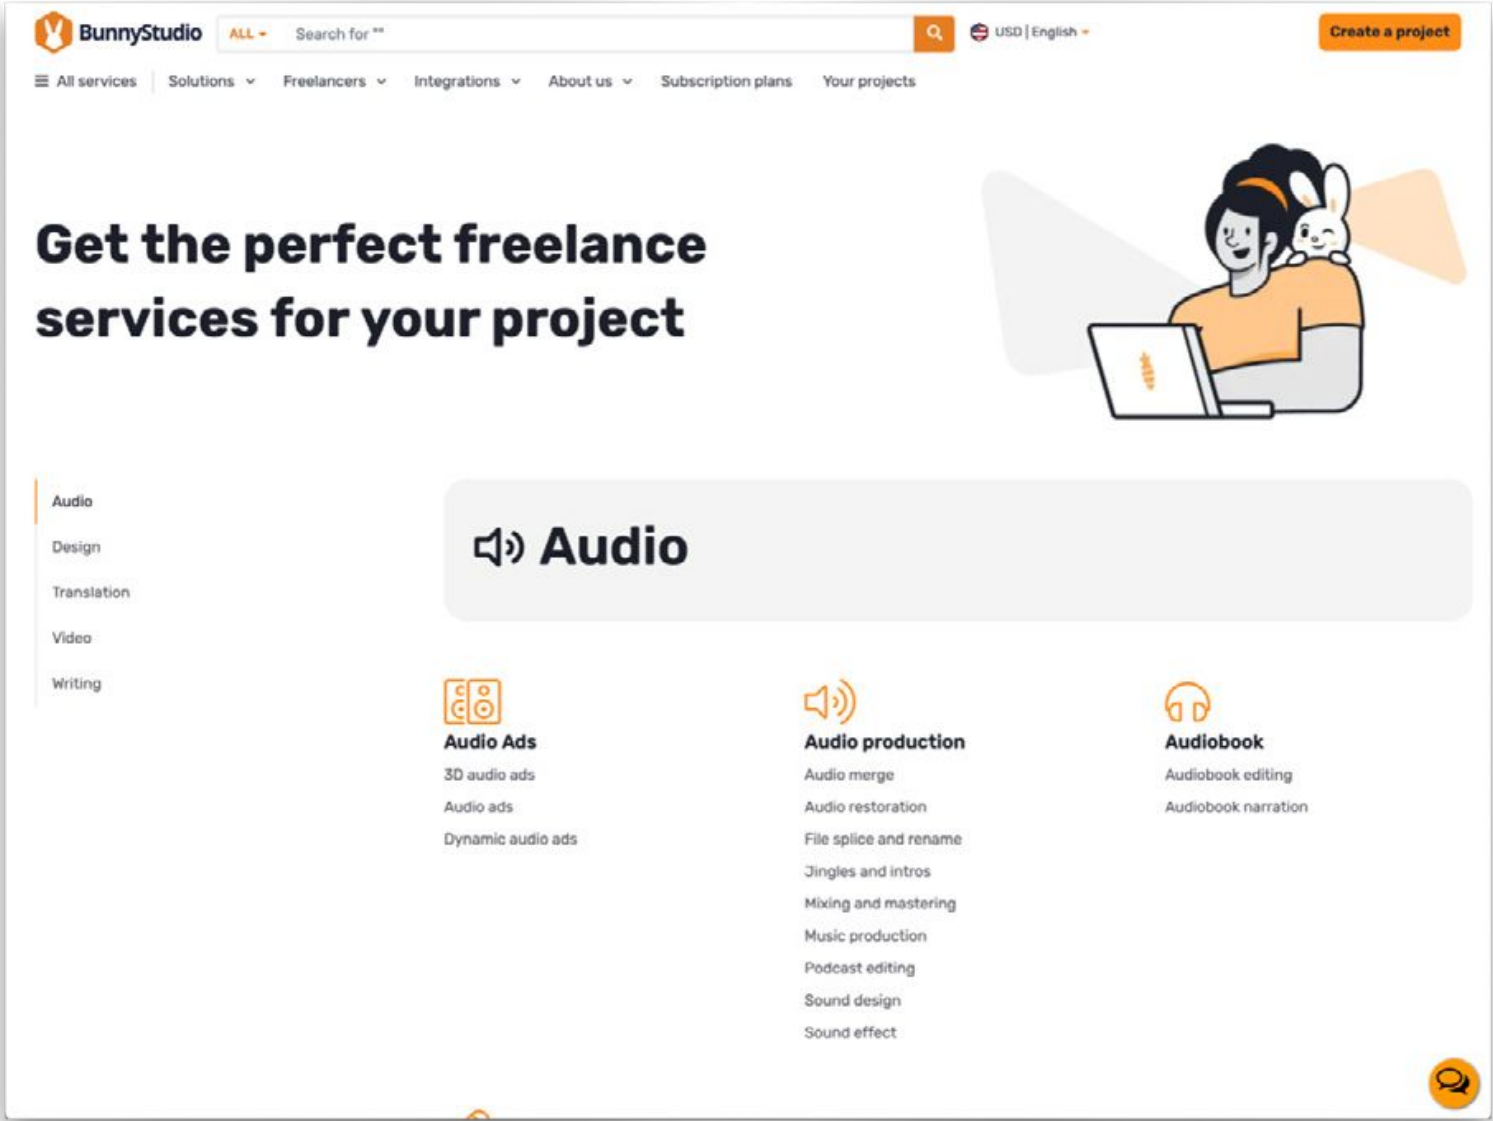 BunnyStudio ALL Search for "" USD | English Create a project
All services Solutions Freelancers Integrations About us Subscription plans Your projects
Get the perfect freelance
services for your project
Audio
Design
Translation
Video
Writing
Audio
Audio Ads
3D audio ads
Audio ads
Dynamic audio ads
Audio production
Audio merge
Audio restoration
File splice and rename
Jingles and intros
Mixing and mastering
Music production
Podcast editing
Sound design
Sound effect
Audiobook
Audiobook editing
Audiobook narration